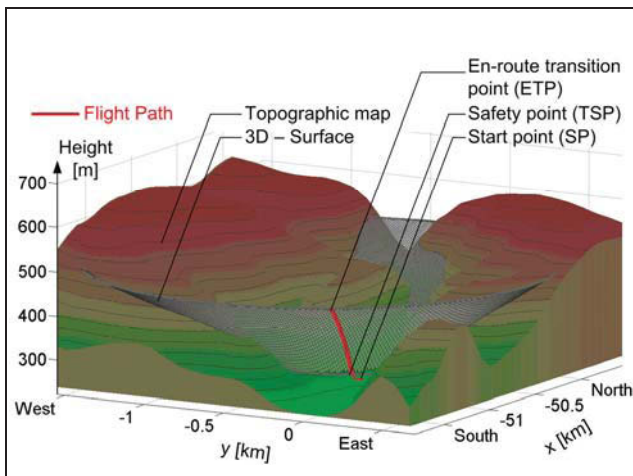 En-route transition
point (ETP)
Flight Path
Topographic map
Safety point (TSP)
3D – Surface
Start point (SP)
Height
[m]
700
600
500
400
300
West
-1
-0.5
0
East
y [km]
South
-51
-50.5
North
x [km]